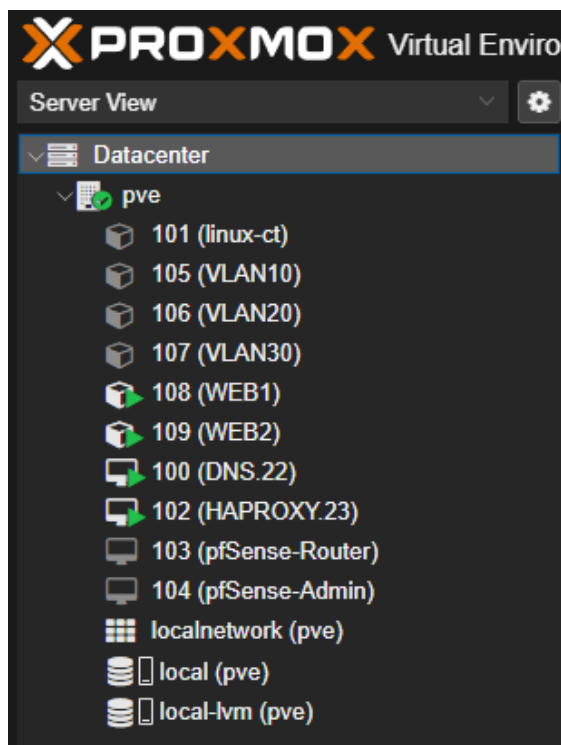 PROXMOX Virtual Enviro
Server View
Datacenter
pve
101 (linux-ct)
105 (VLAN10)
106 (VLAN20)
107 (VLAN30)
108 (WEB1)
109 (WEB2)
100 (DNS.22)
102 (HAPROXY.23)
103 (pfSense-Router)
104 (pfSense-Admin)
localnetwork (pve)
local (pve)
local-lvm (pve)